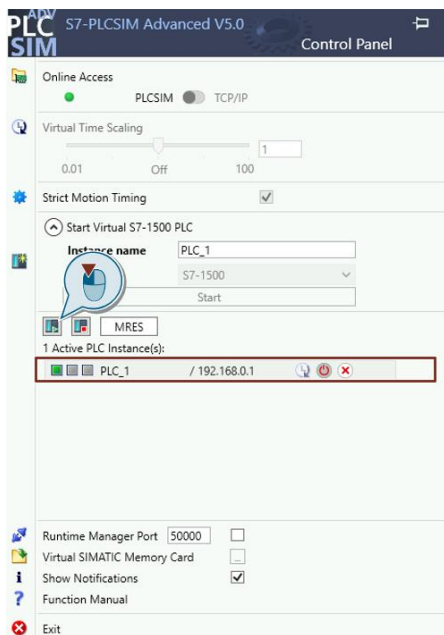 ADV
PLC SIM
S7-PLCSIM Advanced V5.0
Control Panel
Online Access
PLCSIM TCP/IP
Virtual Time Scaling
1
0.01 Off 100
Strict Motion Timing
Start Virtual S7-1500 PLC
Instance name PLC_1
S7-1500
Start
MRES
1 Active PLC Instance(s):
PLC_1 / 192.168.0.1
Runtime Manager Port 50000
Virtual SIMATIC Memory Card ...
Show Notifications
Function Manual
Exit